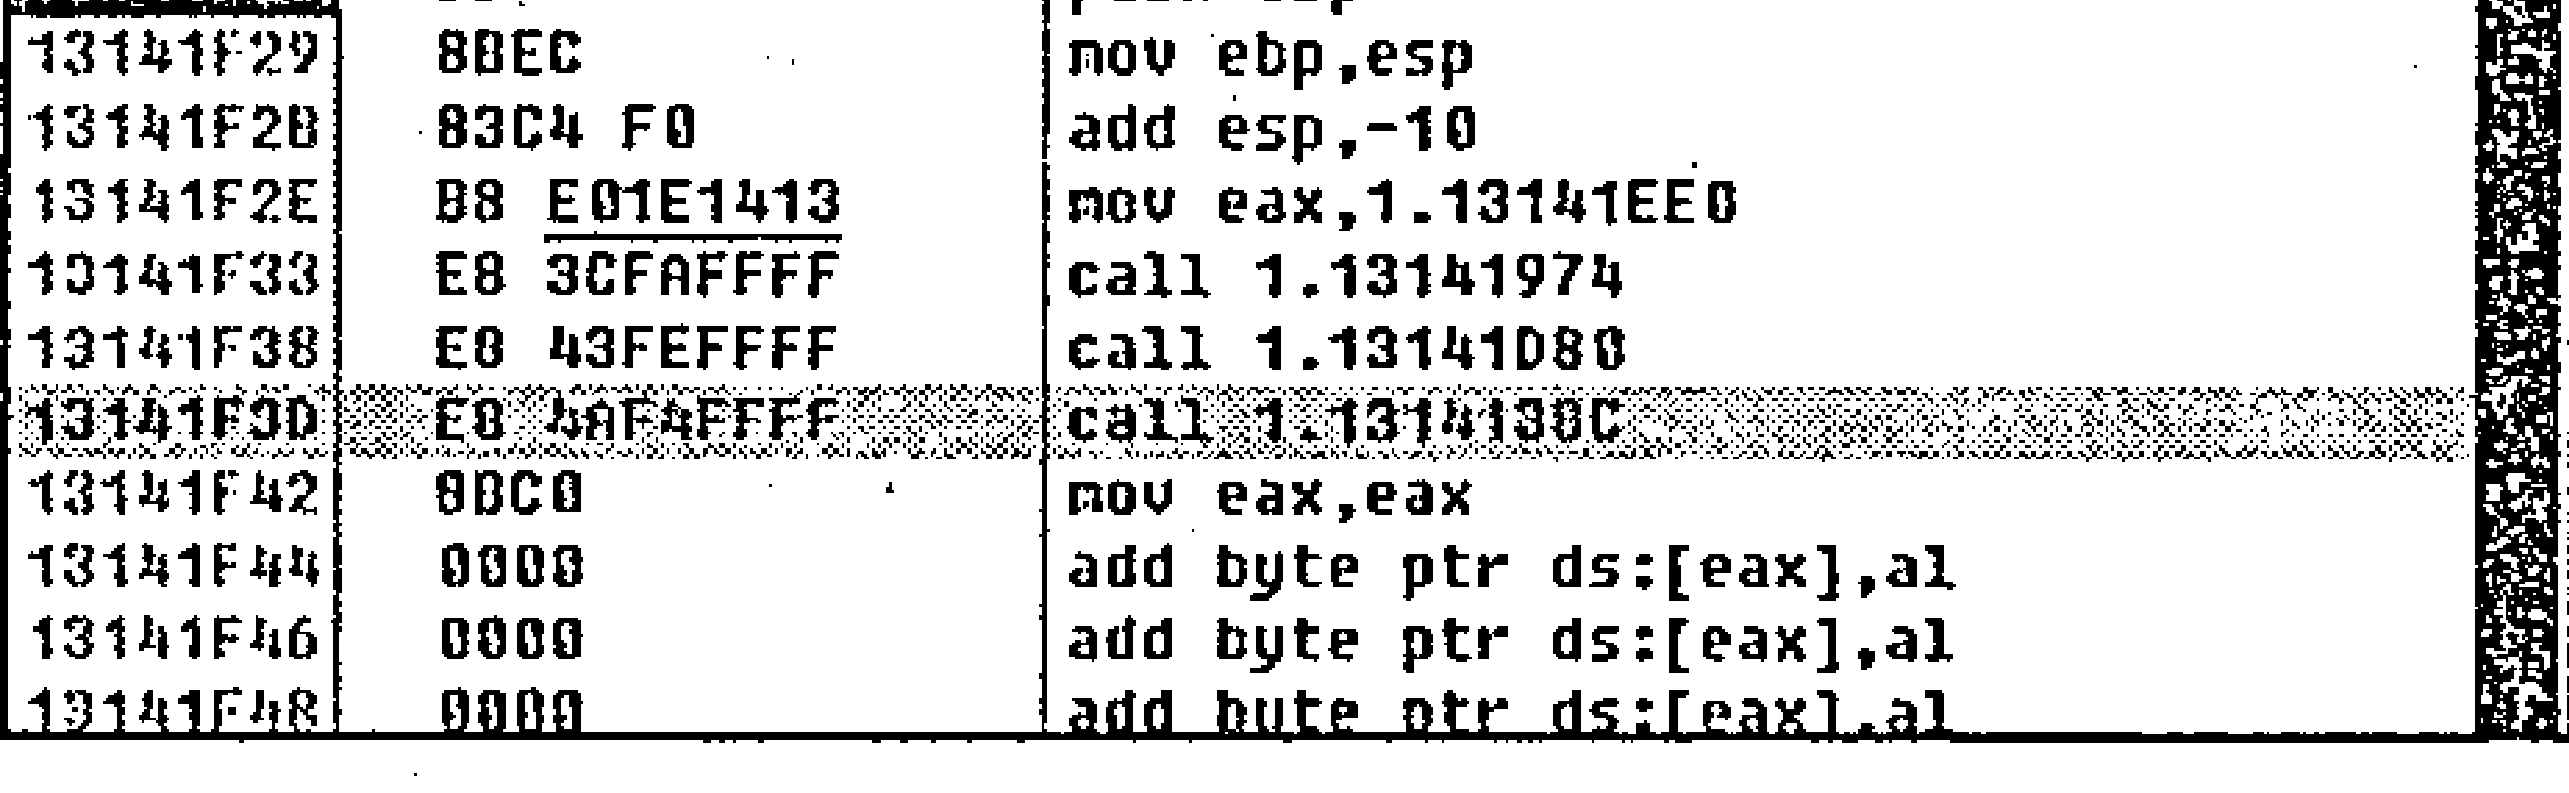 13141F29 8BEC mov ebp,esp
13141F2B 83C4 F0 add esp,-10
13141F2E B8 E01E1413 mov eax,1.13141EE0
13141F33 E8 3CFAFFFF call 1.13141974
13141F38 E8 43FEFFFF call 1.13141D80
13141F3D E8 4AF4FFFF call 1.1314138C
13141F42 8BC0 mov eax,eax
13141F44 0000 add byte ptr ds:[eax],al
13141F46 0000 add byte ptr ds:[eax],al
13141F48 0000 add byte ptr ds:[eax],al